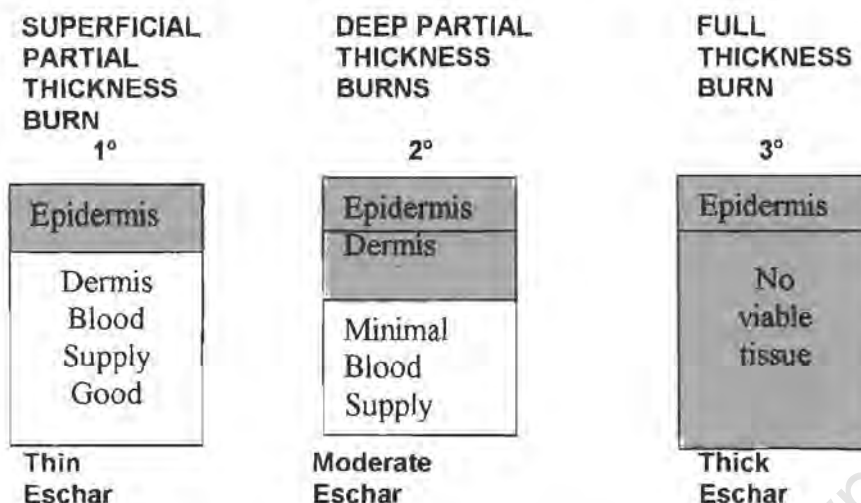 SUPERFICIAL
PARTIAL
THICKNESS
BURN
1°
Epidermis
Dermis
Blood
Supply
Good
Thin
Eschar
DEEP PARTIAL
THICKNESS
BURNS
2°
Epidermis
Dermis
Minimal
Blood
Supply
Moderate
Eschar
FULL
THICKNESS
BURN
3°
Epidermis
No
viable
tissue
Thick
Eschar